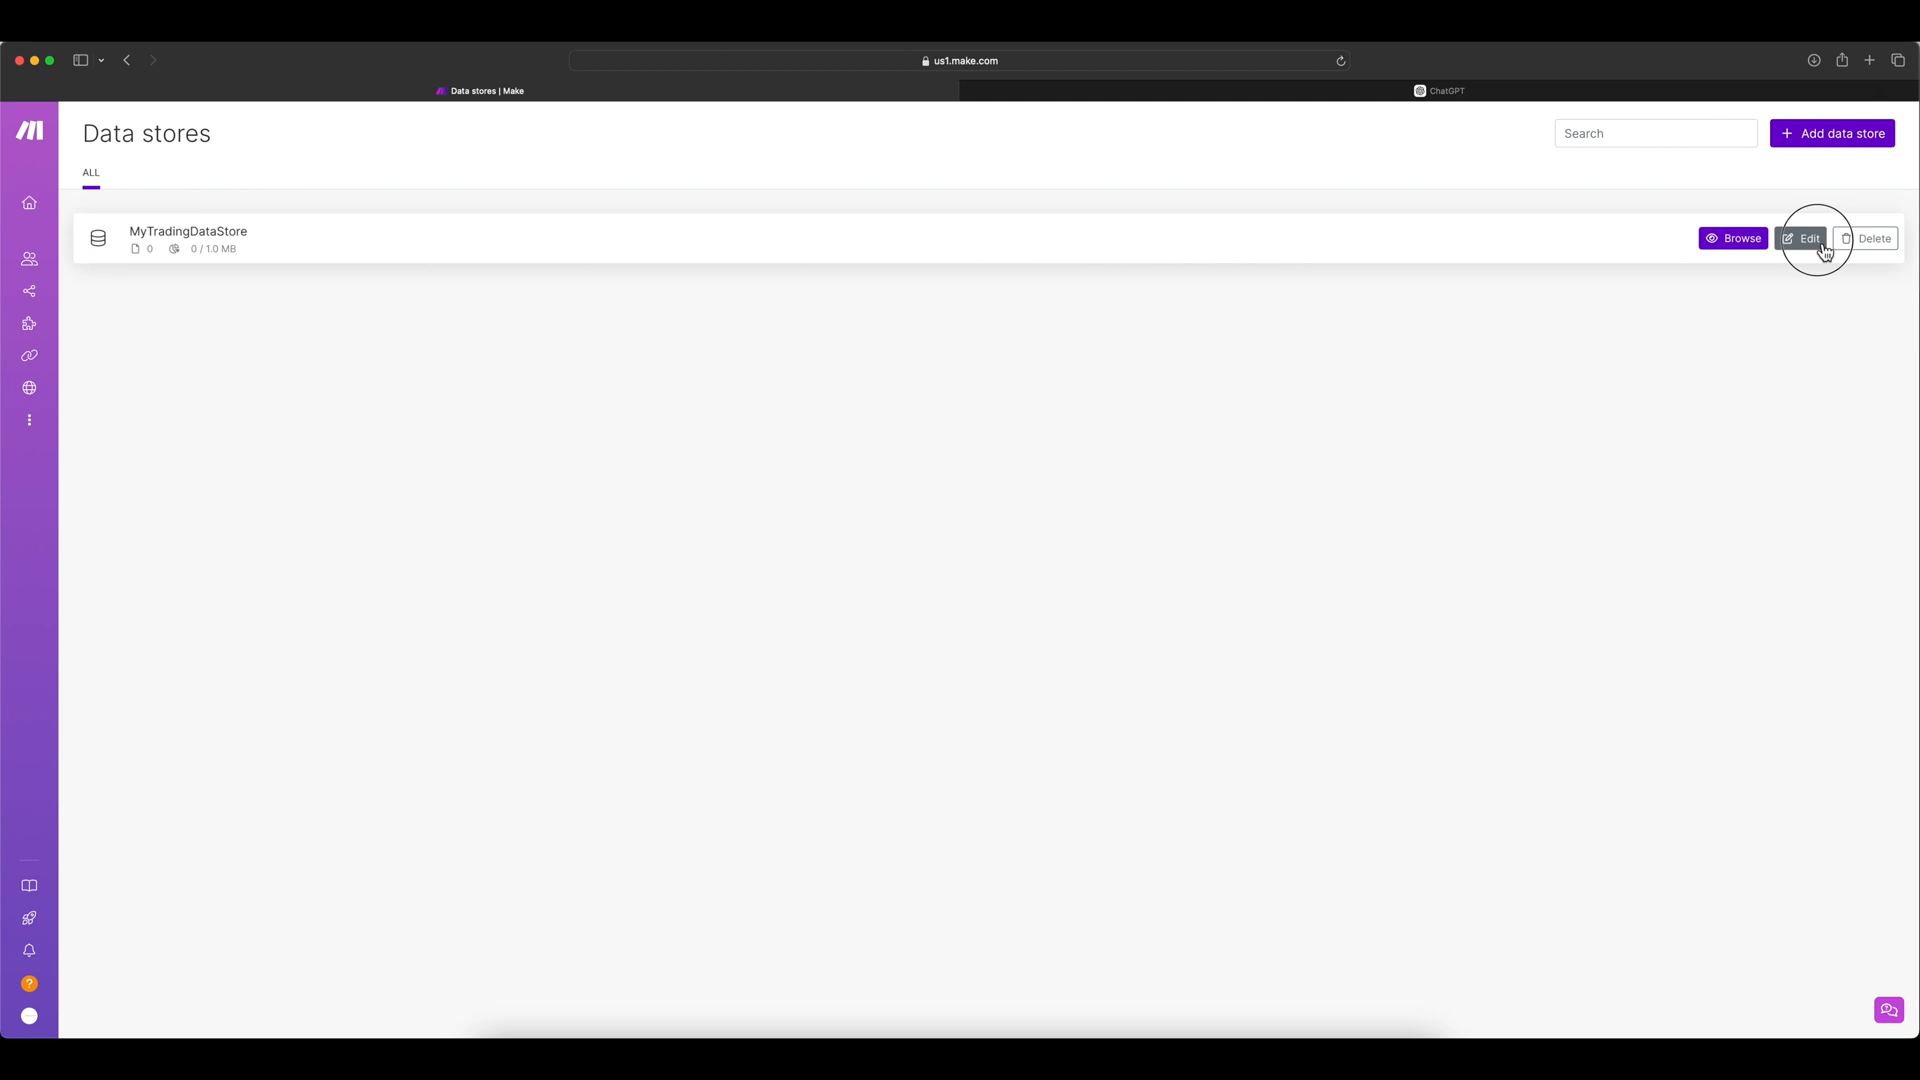 us1.make.com
Data stores | Make
ChatGPT
Data stores
Search
+ Add data store
ALL
MyTradingDataStore
0 0 / 1.0 MB
Browse
Edit
Delete
?